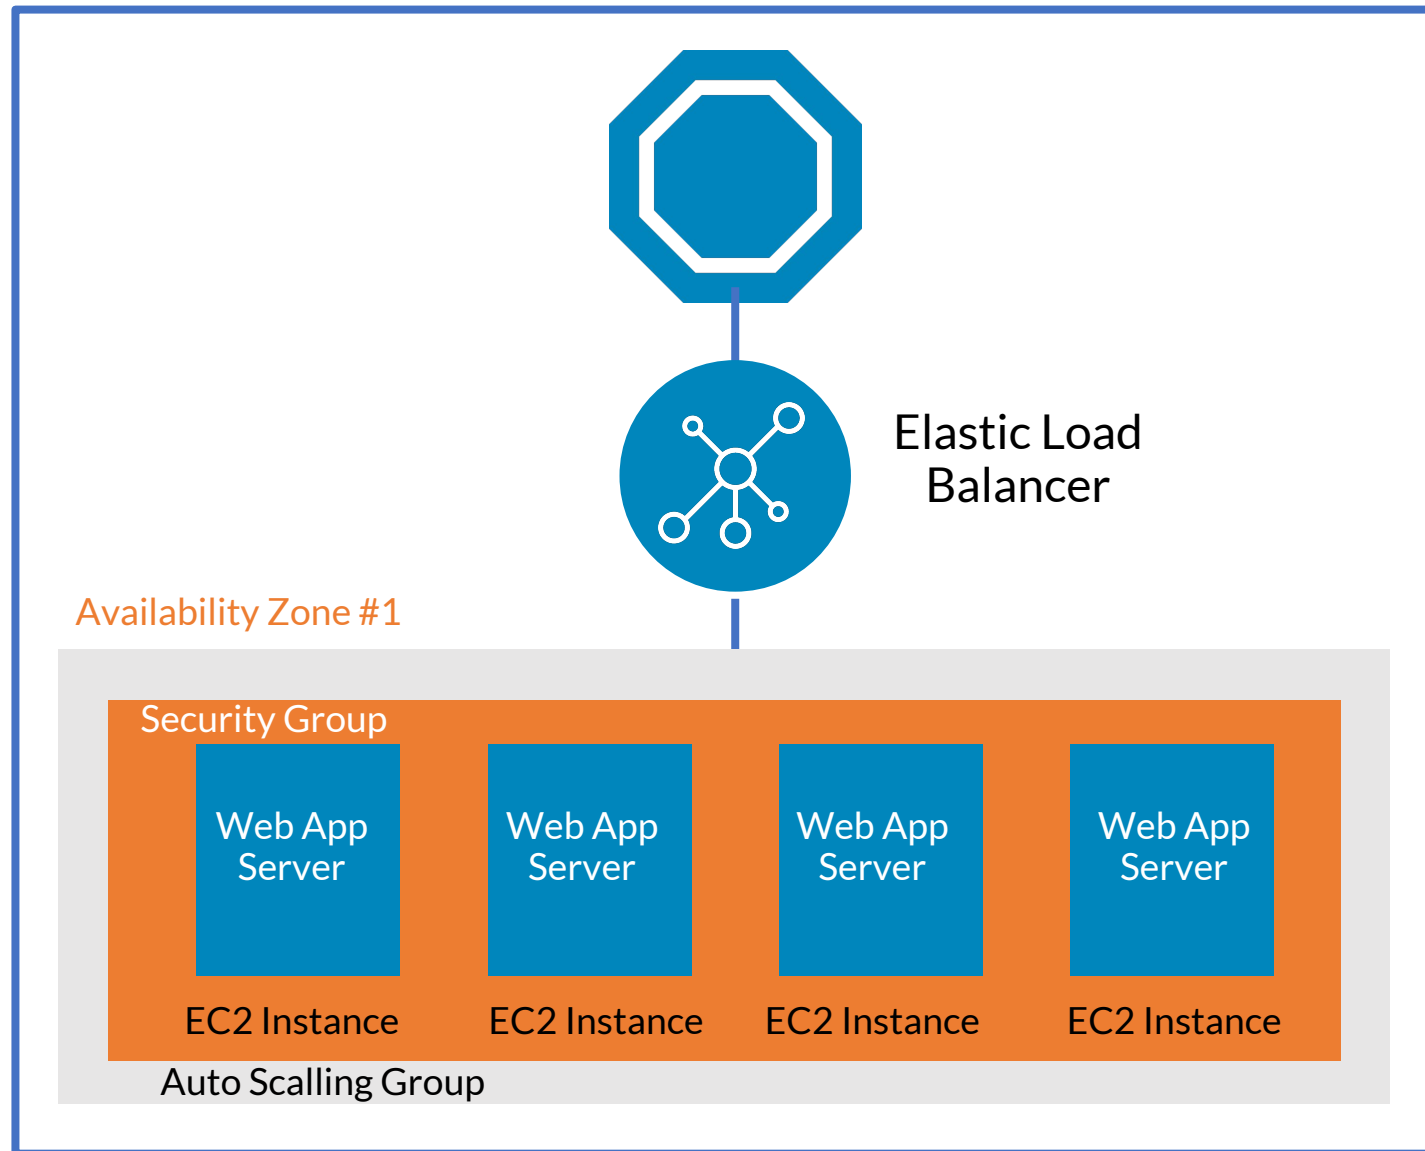 Elastic Load
Balancer
Availability Zone #1
Security Group
Web App
Server
Web App
Server
Web App
Server
Web App
Server
EC2 Instance
EC2 Instance
EC2 Instance
EC2 Instance
Auto Scalling Group